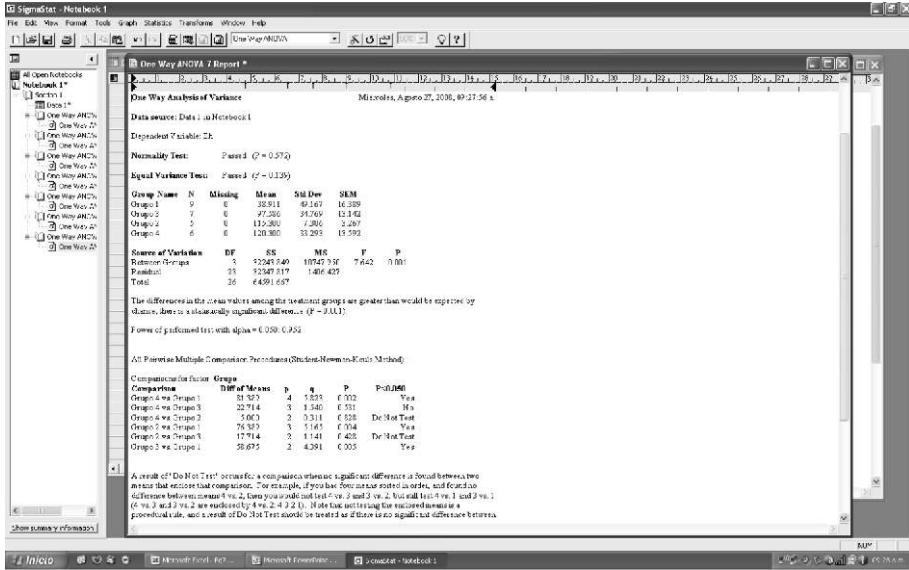 SigmaStat - Notebook 1
File Edit View Format Tools Graph Statistics Transforms Window Help
One Way ANOVA
All Open Notebooks
Notebook 1*
Section 1
Data 1*
One Way ANOVA 7 Report *
One Way Analysis of Variance
Miércoles, Agosto 27, 2008, 09:27:56 a.
Data source: Data 1 in Notebook 1
Dependent Variable:
Normality Test: Passed (P = 0.572)
Equal Variance Test: Passed
Group Name N Missing Mean Std Dev SEM
Grupo 1 9 0 38.911 49.167 16.389
Grupo 3 7 0 97.586 34.769 13.142
Grupo 2 5 0 115.300 7.306 3.267
Grupo 4 6 0 120.300 33.293 13.592
Source of Variation DF SS MS F P
Between Groups 3 32243.849 10747.950 7.642 0.001
Residual 23 32347.817 1406.427
Total 26 64591.667
The differences in the mean values among the treatment groups are greater than would be expected by
chance; there is a statistically significant difference (P = 0.001).
Power of performed test with alpha = 0.050: 0.952
All Pairwise Multiple Comparison Procedures (Student-Newman-Keuls Method)
Comparisons for factor: Grupo
Comparison Diff of Means p q P P<0.050
Grupo 4 vs. Grupo 1 81.389 4 5.823 0.002 Yes
Grupo 4 vs. Grupo 3 22.714 3 1.540 0.531 No
Grupo 4 vs. Grupo 2 5.000 2 0.311 0.828 Do Not Test
Grupo 2 vs. Grupo 1 76.389 3 5.165 0.004 Yes
Grupo 2 vs. Grupo 3 17.714 2 1.141 0.428 Do Not Test
Grupo 3 vs. Grupo 1 58.675 2 4.391 0.005 Yes
A result of "Do Not Test" occurs for a comparison when no significant difference is found between two
means that enclose that comparison. For example, if you had four means sorted in order, and found no
difference between means 4 vs. 2, then you would not test 4 vs. 3 and 3 vs. 2, but still test 4 vs. 1 and 3 vs. 1
(4 vs. 3 and 3 vs. 2 are enclosed by 4 vs. 2: 4 3 2 1). Note that not testing the enclosed means is a
procedural rule, and a result of Do Not Test should be treated as if there is no significant difference between
Show summary information
NUM
Inicio
Microsoft Excel
Microsoft PowerPoint ...
SigmaStat - Notebook 1